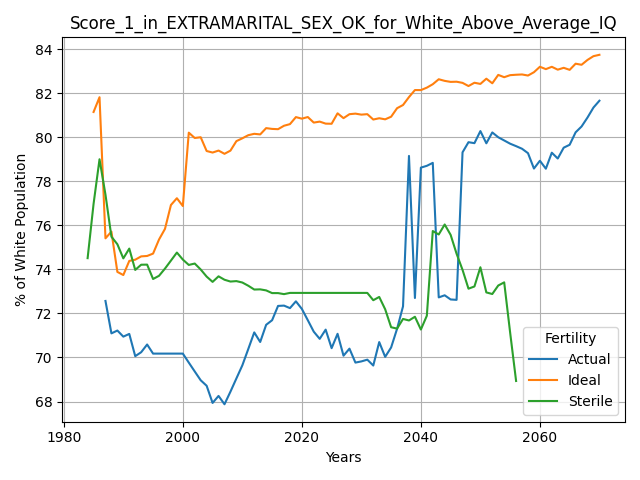 Score_1_in_EXTRAMARITAL_SEX_OK_for_White_Above_Average_IQ
84
82
80
78
76
74
72
70
68
% of White Population
1980
2000
2020
2040
2060
Years
Fertility
Actual
Ideal
Sterile